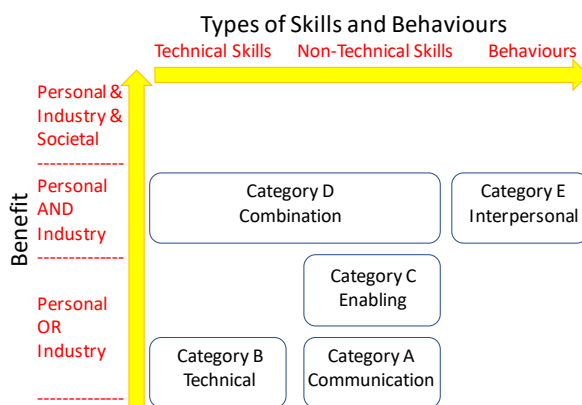 Types of Skills and Behaviours
Technical Skills
Non-Technical Skills
Behaviours
Benefit
Personal &
Industry &
Societal
------------
Personal
AND
Industry
------------
Personal
OR
Industry
------------
Category D
Combination
Category E
Interpersonal
Category C
Enabling
Category B
Technical
Category A
Communication